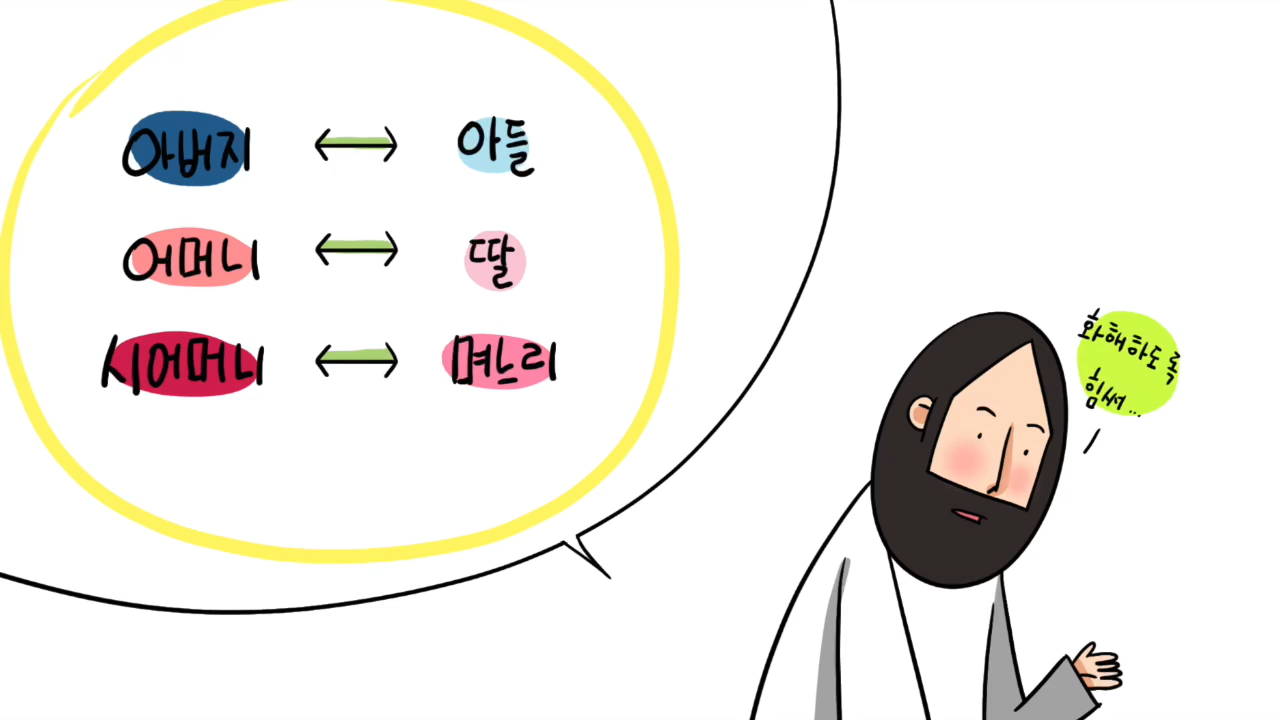 아버지 ↔ 아들
어머니 ↔ 딸
시어머니 ↔ 며느리
화해하도록
힘써...